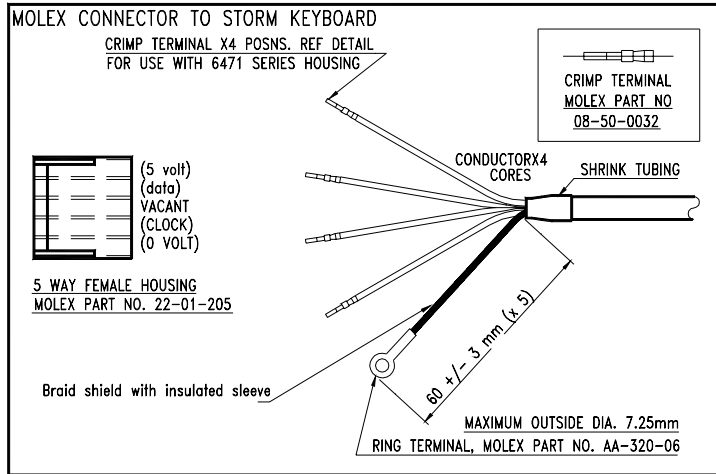 MOLEX CONNECTOR TO STORM KEYBOARD
CRIMP TERMINAL X4 POSNS. REF DETAIL
FOR USE WITH 6471 SERIES HOUSING
CRIMP TERMINAL
MOLEX PART NO
08-50-0032
(5 volt)
(data)
VACANT
(CLOCK)
(0 VOLT)
CONDUCTORX4
CORES
SHRINK TUBING
5 WAY FEMALE HOUSING
MOLEX PART NO. 22-01-205
60 +/- 3 mm (x 5)
Braid shield with insulated sleeve
MAXIMUM OUTSIDE DIA. 7.25mm
RING TERMINAL, MOLEX PART NO. AA-320-06